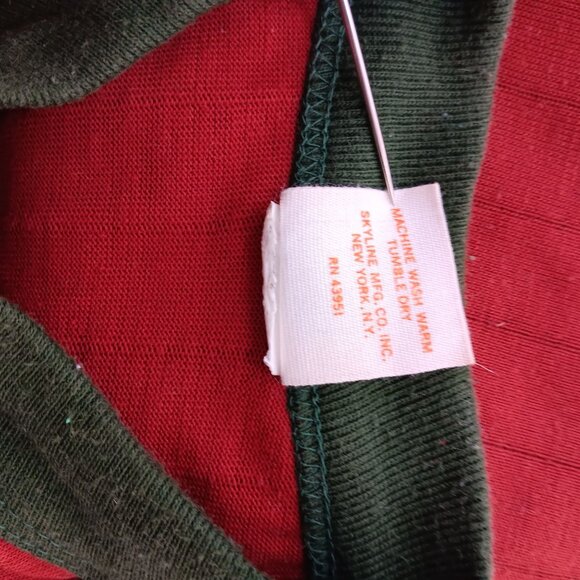 MACHINE WASH WARM
TUMBLE DRY
SKYLINE MFG. CO. INC.
NEW YORK, N.Y.
RN 43951